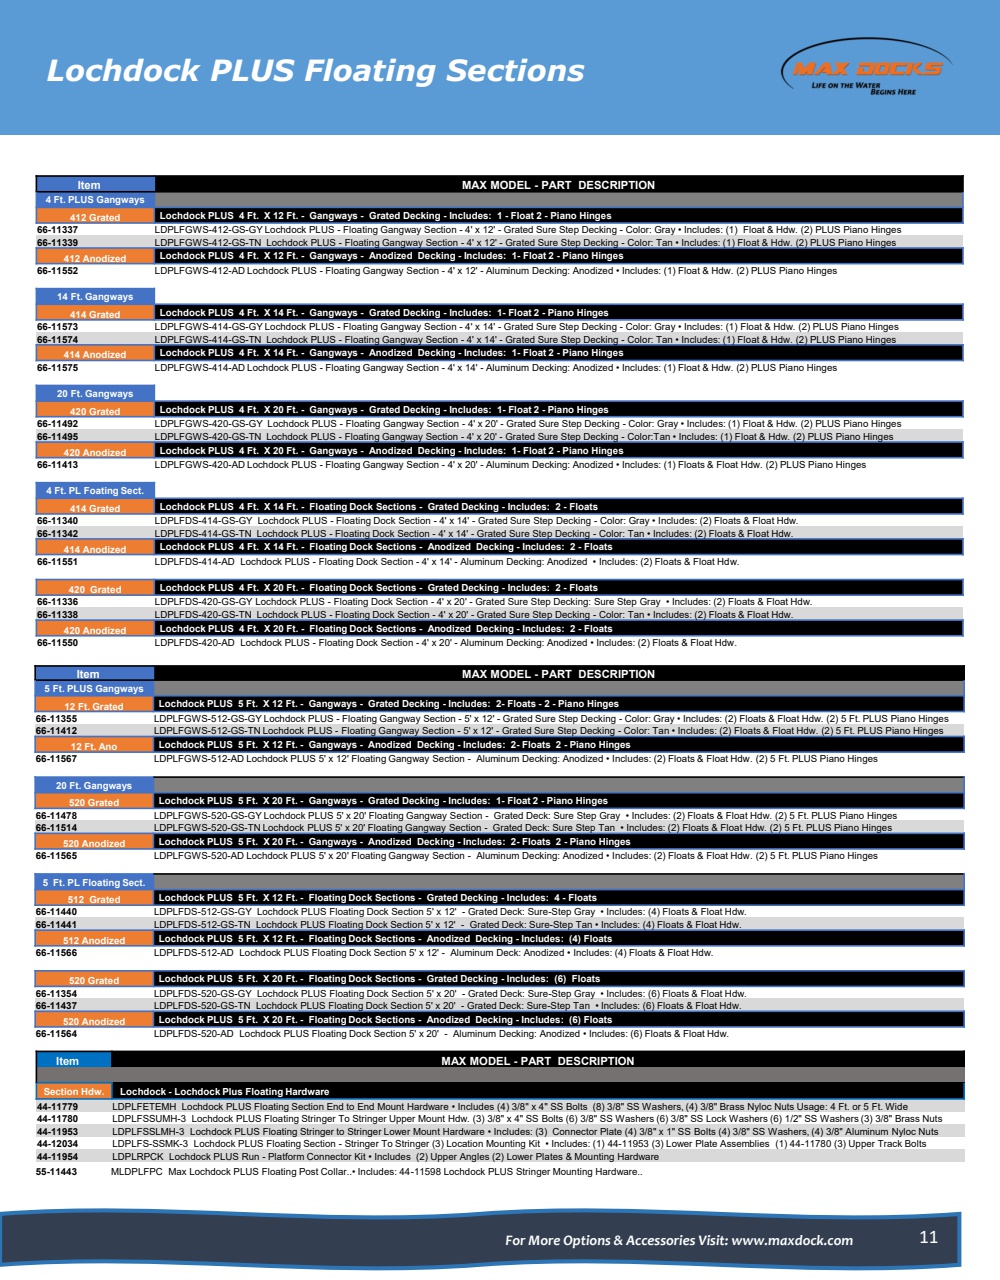 Lochdock PLUS Floating Sections
MAX DOCKS
LIFE ON THE WATER
BEGINS HERE
Item MAX MODEL - PART DESCRIPTION
4 Ft. PLUS Gangways
412 Grated Lochdock PLUS 4 Ft. X 12 Ft. - Gangways - Grated Decking - Includes: 1 - Float 2 - Piano Hinges
66-11337 LDPLFGWS-412-GS-GY Lochdock PLUS - Floating Gangway Section - 4' x 12' - Grated Sure Step Decking - Color: Gray • Includes: (1) Float & Hdw. (2) PLUS Piano Hinges
66-11339 LDPLFGWS-412-GS-TN Lochdock PLUS - Floating Gangway Section - 4' x 12' - Grated Sure Step Decking - Color: Tan • Includes: (1) Float & Hdw. (2) PLUS Piano Hinges
412 Anodized Lochdock PLUS 4 Ft. X 12 Ft. - Gangways - Anodized Decking - Includes: 1- Float 2 - Piano Hinges
66-11552 LDPLFGWS-412-AD Lochdock PLUS - Floating Gangway Section - 4' x 12' - Aluminum Decking: Anodized • Includes: (1) Float & Hdw. (2) PLUS Piano Hinges
14 Ft. Gangways
414 Grated Lochdock PLUS 4 Ft. X 14 Ft. - Gangways - Grated Decking - Includes: 1- Float 2 - Piano Hinges
66-11573 LDPLFGWS-414-GS-GY Lochdock PLUS - Floating Gangway Section - 4' x 14' - Grated Sure Step Decking - Color: Gray • Includes: (1) Float & Hdw. (2) PLUS Piano Hinges
66-11574 LDPLFGWS-414-GS-TN Lochdock PLUS - Floating Gangway Section - 4' x 14' - Grated Sure Step Decking - Color: Tan • Includes: (1) Float & Hdw. (2) PLUS Piano Hinges
414 Anodized Lochdock PLUS 4 Ft. X 14 Ft. - Gangways - Anodized Decking - Includes: 1- Float 2 - Piano Hinges
66-11575 LDPLFGWS-414-AD Lochdock PLUS - Floating Gangway Section - 4' x 14' - Aluminum Decking: Anodized • Includes: (1) Float & Hdw. (2) PLUS Piano Hinges
20 Ft. Gangways
420 Grated Lochdock PLUS 4 Ft. X 20 Ft. - Gangways - Grated Decking - Includes: 1- Float 2 - Piano Hinges
66-11492 LDPLFGWS-420-GS-GY Lochdock PLUS - Floating Gangway Section - 4' x 20' - Grated Sure Step Decking - Color: Gray • Includes: (1) Float & Hdw. (2) PLUS Piano Hinges
66-11495 LDPLFGWS-420-GS-TN Lochdock PLUS - Floating Gangway Section - 4' x 20' - Grated Sure Step Decking - Color:Tan • Includes: (1) Float & Hdw. (2) PLUS Piano Hinges
420 Anodized Lochdock PLUS 4 Ft. X 20 Ft. - Gangways - Anodized Decking - Includes: 1- Float 2 - Piano Hinges
66-11413 LDPLFGWS-420-AD Lochdock PLUS - Floating Gangway Section - 4' x 20' - Aluminum Decking: Anodized • Includes: (1) Floats & Float Hdw. (2) PLUS Piano Hinges
4 Ft. PL Foating Sect.
414 Grated Lochdock PLUS 4 Ft. X 14 Ft. - Floating Dock Sections - Grated Decking - Includes: 2 - Floats
66-11340 LDPLFDS-414-GS-GY Lochdock PLUS - Floating Dock Section - 4' x 14' - Grated Sure Step Decking - Color: Gray • Includes: (2) Floats & Float Hdw.
66-11342 LDPLFDS-414-GS-TN Lochdock PLUS - Floating Dock Section - 4' x 14' - Grated Sure Step Decking - Color: Tan • Includes: (2) Floats & Float Hdw.
414 Anodized Lochdock PLUS 4 Ft. X 14 Ft. - Floating Dock Sections - Anodized Decking - Includes: 2 - Floats
66-11551 LDPLFDS-414-AD Lochdock PLUS - Floating Dock Section - 4' x 14' - Aluminum Decking: Anodized • Includes: (2) Floats & Float Hdw.
420 Grated Lochdock PLUS 4 Ft. X 20 Ft. - Floating Dock Sections - Grated Decking - Includes: 2 - Floats
66-11336 LDPLFDS-420-GS-GY Lochdock PLUS - Floating Dock Section - 4' x 20' - Grated Sure Step Decking: Sure Step Gray • Includes: (2) Floats & Float Hdw.
66-11338 LDPLFDS-420-GS-TN Lochdock PLUS - Floating Dock Section - 4' x 20' - Grated Sure Step Decking - Color: Tan • Includes: (2) Floats & Float Hdw.
420 Anodized Lochdock PLUS 4 Ft. X 20 Ft. - Floating Dock Sections - Anodized Decking - Includes: 2 - Floats
66-11550 LDPLFDS-420-AD Lochdock PLUS - Floating Dock Section - 4' x 20' - Aluminum Decking: Anodized • Includes: (2) Floats & Float Hdw.
Item MAX MODEL - PART DESCRIPTION
5 Ft. PLUS Gangways
12 Ft. Grated Lochdock PLUS 5 Ft. X 12 Ft. - Gangways - Grated Decking - Includes: 2- Floats - 2 - Piano Hinges
66-11355 LDPLFGWS-512-GS-GY Lochdock PLUS - Floating Gangway Section - 5' x 12' - Grated Sure Step Decking - Color: Gray • Includes: (2) Floats & Float Hdw. (2) 5 Ft. PLUS Piano Hinges
66-11412 LDPLFGWS-512-GS-TN Lochdock PLUS - Floating Gangway Section - 5' x 12' - Grated Sure Step Decking - Color: Tan • Includes: (2) Floats & Float Hdw. (2) 5 Ft. PLUS Piano Hinges
12 Ft. Ano Lochdock PLUS 5 Ft. X 12 Ft. - Gangways - Anodized Decking - Includes: 2- Floats 2 - Piano Hinges
66-11567 LDPLFGWS-512-AD Lochdock PLUS 5' x 12' Floating Gangway Section - Aluminum Decking: Anodized • Includes: (2) Floats & Float Hdw. (2) 5 Ft. PLUS Piano Hinges
20 Ft. Gangways
520 Grated Lochdock PLUS 5 Ft. X 20 Ft. - Gangways - Grated Decking - Includes: 1- Float 2 - Piano Hinges
66-11478 LDPLFGWS-520-GS-GY Lochdock PLUS 5' x 20' Floating Gangway Section - Grated Deck: Sure Step Gray • Includes: (2) Floats & Float Hdw. (2) 5 Ft. PLUS Piano Hinges
66-11514 LDPLFGWS-520-GS-TN Lochdock PLUS 5' x 20' Floating Gangway Section - Grated Deck: Sure Step Tan • Includes: (2) Floats & Float Hdw. (2) 5 Ft. PLUS Piano Hinges
520 Anodized Lochdock PLUS 5 Ft. X 20 Ft. - Gangways - Anodized Decking - Includes: 2- Floats 2 - Piano Hinges
66-11565 LDPLFGWS-520-AD Lochdock PLUS 5' x 20' Floating Gangway Section - Aluminum Decking: Anodized • Includes: (2) Floats & Float Hdw. (2) 5 Ft. PLUS Piano Hinges
5 Ft. PL Floating Sect.
512 Grated Lochdock PLUS 5 Ft. X 12 Ft. - Floating Dock Sections - Grated Decking - Includes: 4 - Floats
66-11440 LDPLFDS-512-GS-GY Lochdock PLUS Floating Dock Section 5' x 12' - Grated Deck: Sure-Step Gray • Includes: (4) Floats & Float Hdw.
66-11441 LDPLFDS-512-GS-TN Lochdock PLUS Floating Dock Section 5' x 12' - Grated Deck: Sure-Step Tan • Includes: (4) Floats & Float Hdw.
512 Anodized Lochdock PLUS 5 Ft. X 12 Ft. - Floating Dock Sections - Anodized Decking - Includes: (4) Floats
66-11566 LDPLFDS-512-AD Lochdock PLUS Floating Dock Section 5' x 12' - Aluminum Deck: Anodized • Includes: (4) Floats & Float Hdw.
520 Grated Lochdock PLUS 5 Ft. X 20 Ft. - Floating Dock Sections - Grated Decking - Includes: (6) Floats
66-11354 LDPLFDS-520-GS-GY Lochdock PLUS Floating Dock Section 5' x 20' - Grated Deck: Sure-Step Gray • Includes: (6) Floats & Float Hdw.
66-11437 LDPLFDS-520-GS-TN Lochdock PLUS Floating Dock Section 5' x 20' - Grated Deck: Sure-Step Tan • Includes: (6) Floats & Float Hdw.
520 Anodized Lochdock PLUS 5 Ft. X 20 Ft. - Floating Dock Sections - Anodized Decking - Includes: (6) Floats
66-11564 LDPLFDS-520-AD Lochdock PLUS Floating Dock Section 5' x 20' - Aluminum Decking: Anodized • Includes: (6) Floats & Float Hdw.
Item MAX MODEL - PART DESCRIPTION
Section Hdw. Lochdock - Lochdock Plus Floating Hardware
44-11779 LDPLFETEMH Lochdock PLUS Floating Section End to End Mount Hardware • Includes (4) 3/8" x 4" SS Bolts (8) 3/8" SS Washers, (4) 3/8" Brass Nyloc Nuts Usage: 4 Ft. or 5 Ft. Wide
44-11780 LDPLFSSUMH-3 Lochdock PLUS Floating Stringer To Stringer Upper Mount Hdw. (3) 3/8" x 4" SS Bolts (6) 3/8" SS Washers (6) 3/8" SS Lock Washers (6) 1/2" SS Washers (3) 3/8" Brass Nuts
44-11953 LDPLFSSLMH-3 Lochdock PLUS Floating Stringer to Stringer Lower Mount Hardware • Includes: (3) Connector Plate (4) 3/8" x 1" SS Bolts (4) 3/8" SS Washers, (4) 3/8" Aluminum Nyloc Nuts
44-12034 LDPLFS-SSMK-3 Lochdock PLUS Floating Section - Stringer To Stringer (3) Location Mounting Kit • Includes: (1) 44-11953 (3) Lower Plate Assemblies (1) 44-11780 (3) Upper Track Bolts
44-11954 LDPLRPCK Lochdock PLUS Run - Platform Connector Kit • Includes (2) Upper Angles (2) Lower Plates & Mounting Hardware
55-11443 MLDPLFPC Max Lochdock PLUS Floating Post Collar..• Includes: 44-11598 Lochdock PLUS Stringer Mounting Hardware..
For More Options & Accessories Visit: www.maxdock.com 11